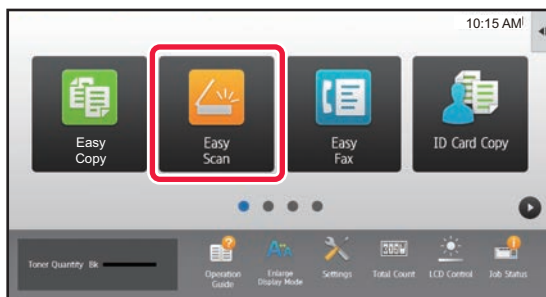 10:15 AM
Easy
Copy
Easy
Scan
Easy
Fax
ID Card Copy
Toner Quantity Bk
Operation
Guide
Enlarge
Display Mode
Settings
Total Count
LCD Control
Job Status